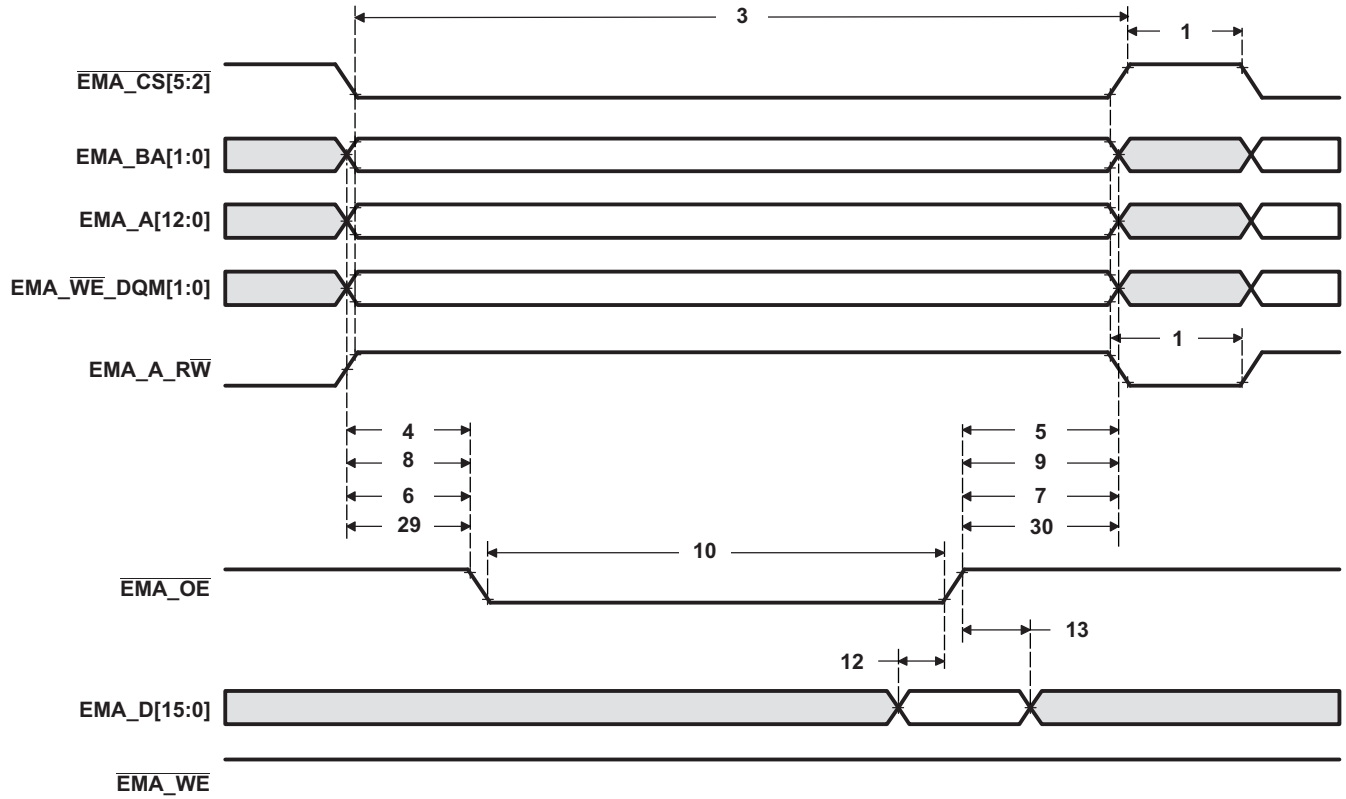 3
1
EMA_CS[5:2]
EMA_BA[1:0]
EMA_A[12:0]
EMA_WE_DQM[1:0]
1
EMA_A_RW
4
5
8
9
6
7
29
30
10
EMA_OE
13
12
EMA_D[15:0]
EMA_WE